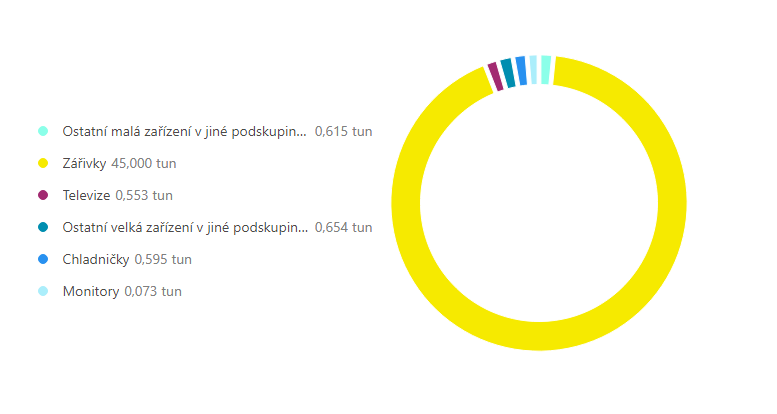 Ostatní malá zařízení v jiné podskupin... 0,615 tun
Zářivky 45,000 tun
Televize 0,553 tun
Ostatní velká zařízení v jiné podskupin... 0,654 tun
Chladničky 0,595 tun
Monitory 0,073 tun